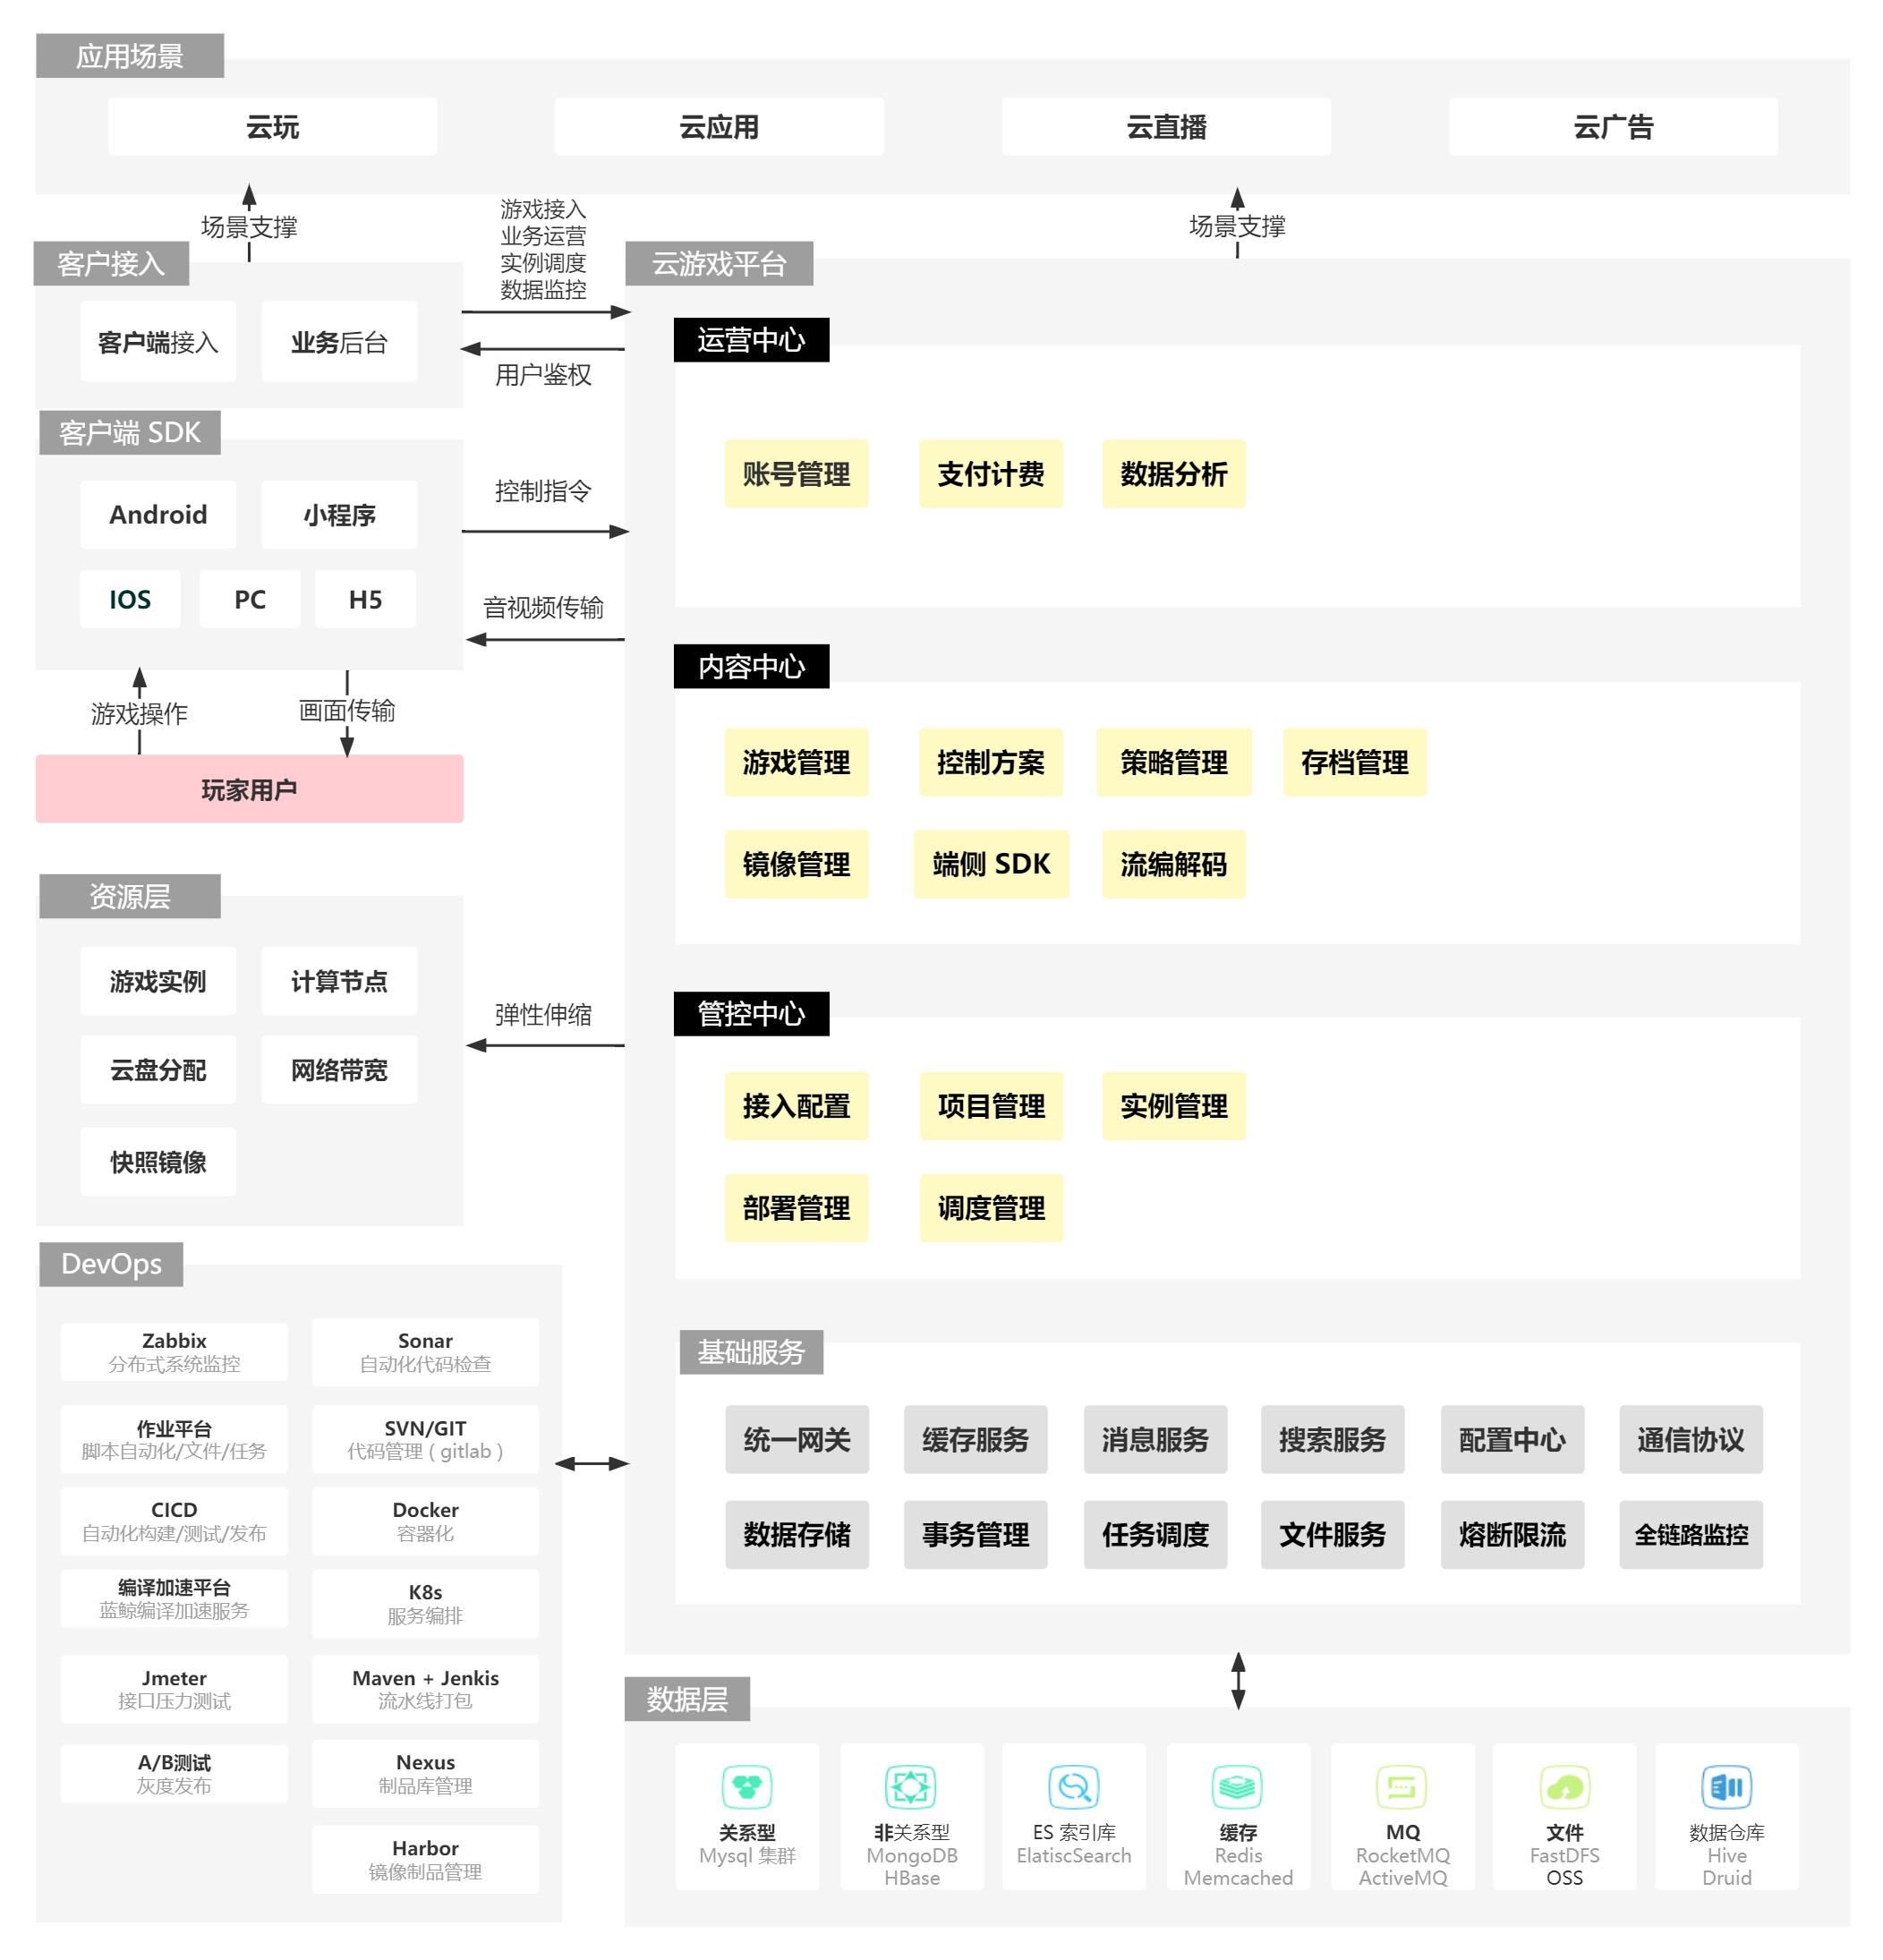 应用场景
云玩
云应用
云直播
云广告
场景支撑
游戏接入
业务运营
实例调度
数据监控
场景支撑
客户接入
客户端接入
业务后台
用户鉴权
客户端 SDK
Android
小程序
IOS
PC
H5
控制指令
音视频传输
游戏操作
画面传输
玩家用户
资源层
游戏实例
计算节点
云盘分配
网络带宽
快照镜像
弹性伸缩
云游戏平台
运营中心
账号管理
支付计费
数据分析
内容中心
游戏管理
控制方案
策略管理
存档管理
镜像管理
端侧 SDK
流编解码
管控中心
接入配置
项目管理
实例管理
部署管理
调度管理
基础服务
统一网关
缓存服务
消息服务
搜索服务
配置中心
通信协议
数据存储
事务管理
任务调度
文件服务
熔断限流
全链路监控
DevOps
Zabbix
分布式系统监控
Sonar
自动化代码检查
作业平台
脚本自动化/文件/任务
SVN/GIT
代码管理 ( gitlab )
CICD
自动化构建/测试/发布
Docker
容器化
编译加速平台
蓝鲸编译加速服务
K8s
服务编排
Jmeter
接口压力测试
Maven + Jenkis
流水线打包
A/B测试
灰度发布
Nexus
制品库管理
Harbor
镜像制品管理
数据层
关系型
Mysql 集群
非关系型
MongoDB
HBase
ES 索引库
ElatiscSearch
缓存
Redis
Memcached
MQ
RocketMQ
ActiveMQ
文件
FastDFS
OSS
数据仓库
Hive
Druid